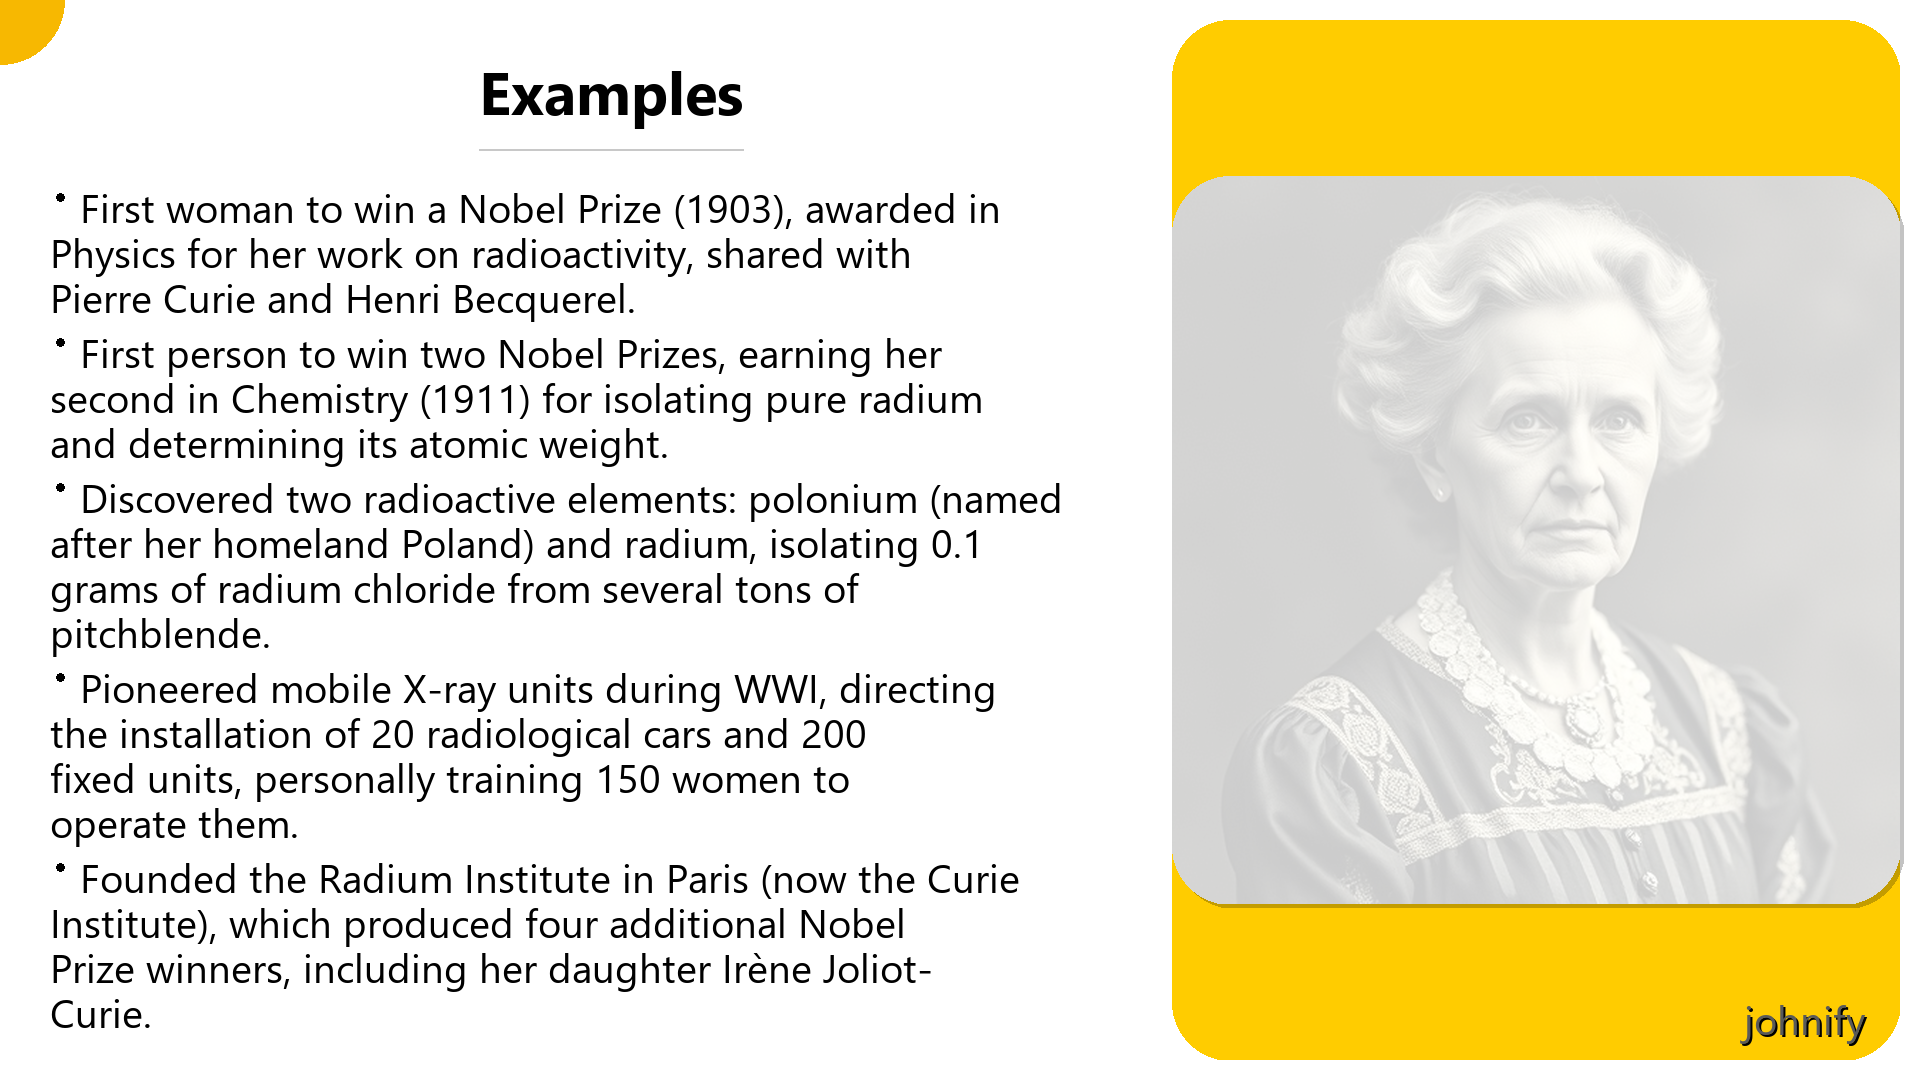 Examples
• First woman to win a Nobel Prize (1903), awarded in
Physics for her work on radioactivity, shared with
Pierre Curie and Henri Becquerel.
• First person to win two Nobel Prizes, earning her
second in Chemistry (1911) for isolating pure radium
and determining its atomic weight.
• Discovered two radioactive elements: polonium (named
after her homeland Poland) and radium, isolating 0.1
grams of radium chloride from several tons of
pitchblende.
• Pioneered mobile X-ray units during WWI, directing
the installation of 20 radiological cars and 200
fixed units, personally training 150 women to
operate them.
• Founded the Radium Institute in Paris (now the Curie
Institute), which produced four additional Nobel
Prize winners, including her daughter Irène Joliot-
Curie.
johnify